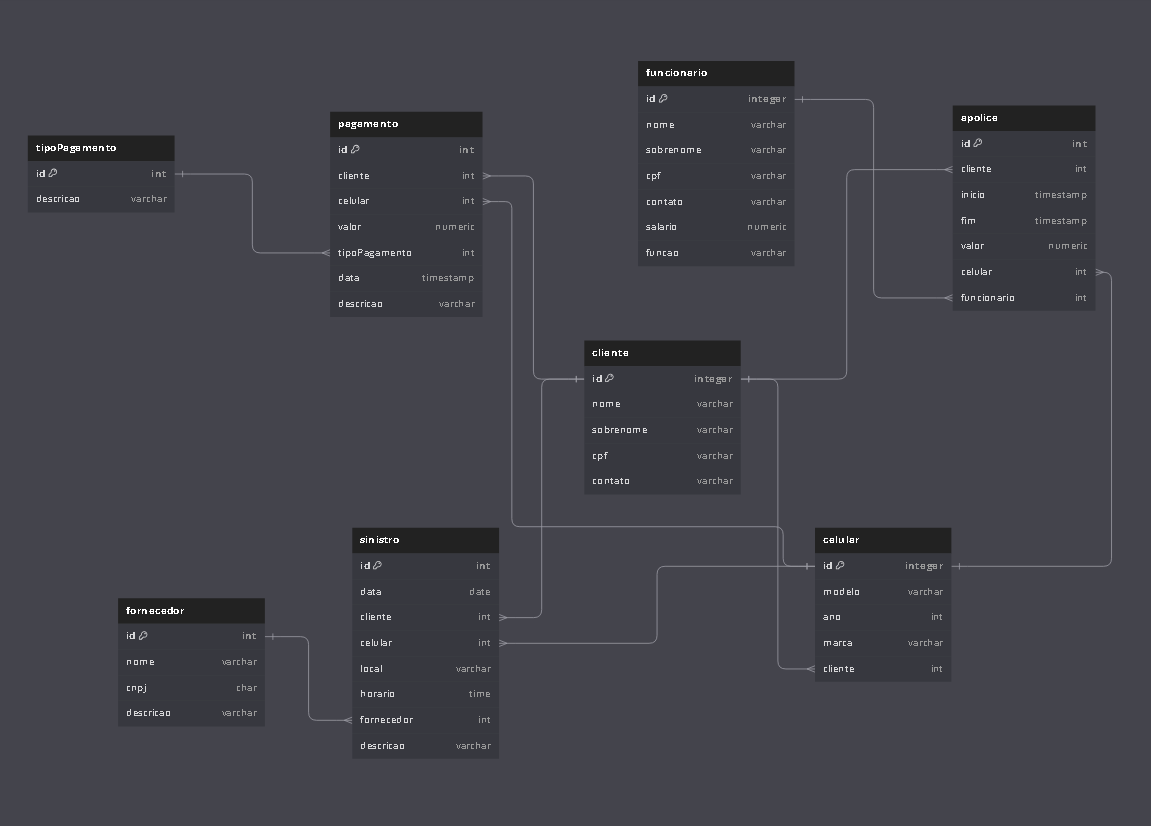 tipoPagamento
id int
descricao varchar
pagamento
id int
cliente int
celular int
valor numeric
tipoPagamento int
data timestamp
descricao varchar
funcionario
id integer
nome varchar
sobrenome varchar
cpf varchar
contato varchar
salario numeric
funcao varchar
apolice
id int
cliente int
inicio timestamp
fim timestamp
valor numeric
celular int
funcionario int
cliente
id integer
nome varchar
sobrenome varchar
cpf varchar
contato varchar
sinistro
id int
data date
cliente int
celular int
local varchar
horario time
fornecedor int
descricao varchar
celular
id integer
modelo varchar
ano int
marca varchar
cliente int
fornecedor
id int
nome varchar
cnpj char
descricao varchar